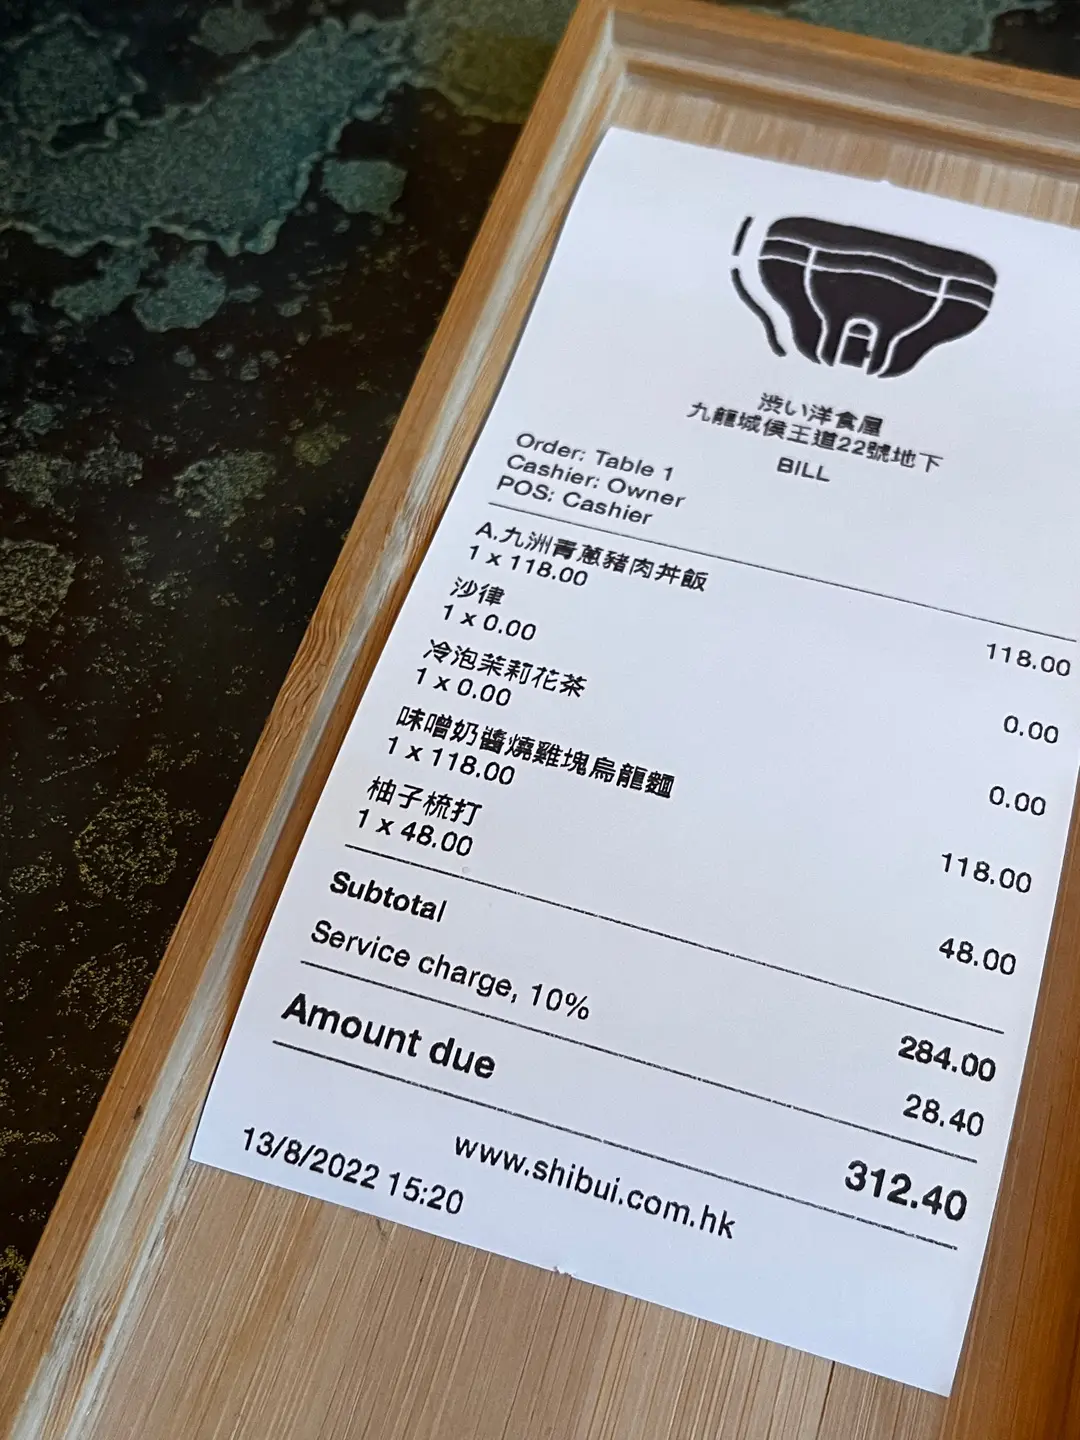 渋い洋食屋
九龍城侯王道22號地下
BILL
Order: Table 1
Cashier: Owner
POS: Cashier
A.九洲青蔥豬肉丼飯
1 x 118.00
118.00
沙律
1 x 0.00
0.00
冷泡茉莉花茶
1 x 0.00
0.00
味噌奶醬燒雞塊烏龍麵
1 x 118.00
118.00
柚子梳打
1 x 48.00
48.00
Subtotal
284.00
Service charge, 10%
28.40
Amount due
312.40
www.shibui.com.hk
13/8/2022 15:20